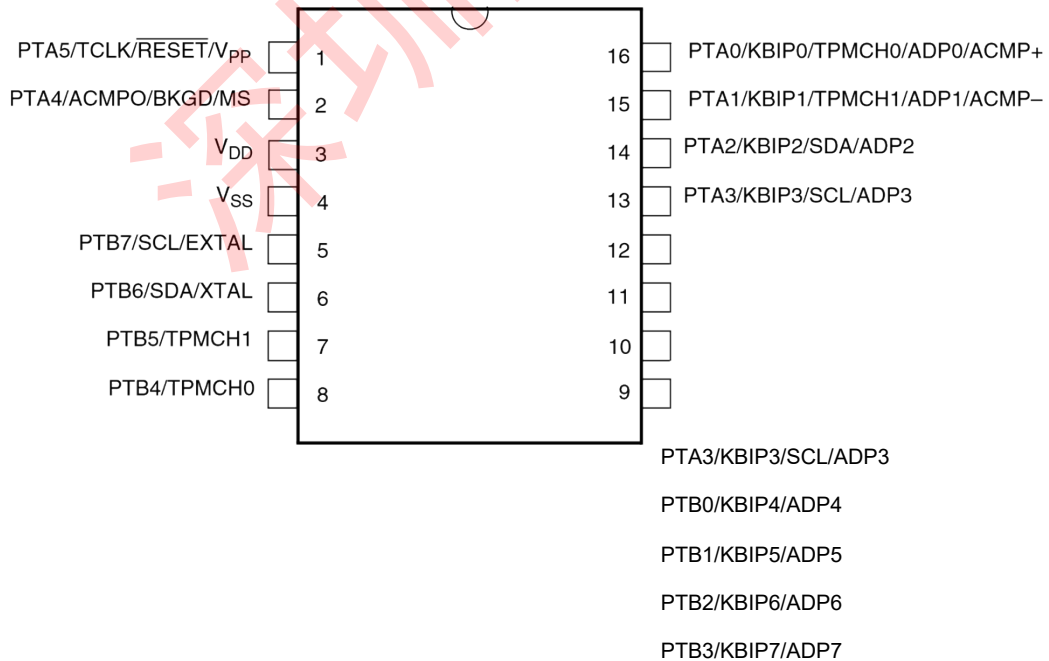 PTA5/TCLK/RESET/VPP
1
16
PTA0/KBIP0/TPMCH0/ADP0/ACMP+
PTA4/ACMPO/BKGD/MS
2
15
PTA1/KBIP1/TPMCH1/ADP1/ACMP–
VDD
3
14
PTA2/KBIP2/SDA/ADP2
VSS
4
13
PTA3/KBIP3/SCL/ADP3
PTB7/SCL/EXTAL
5
12
PTB6/SDA/XTAL
6
11
PTB5/TPMCH1
7
10
PTB4/TPMCH0
8
9
PTA3/KBIP3/SCL/ADP3
PTB0/KBIP4/ADP4
PTB1/KBIP5/ADP5
PTB2/KBIP6/ADP6
PTB3/KBIP7/ADP7
深圳